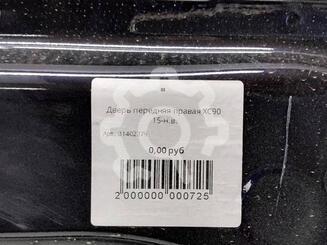 Дверь передняя правая XC90
15-н.в.
0,00 руб
2 000000 000725